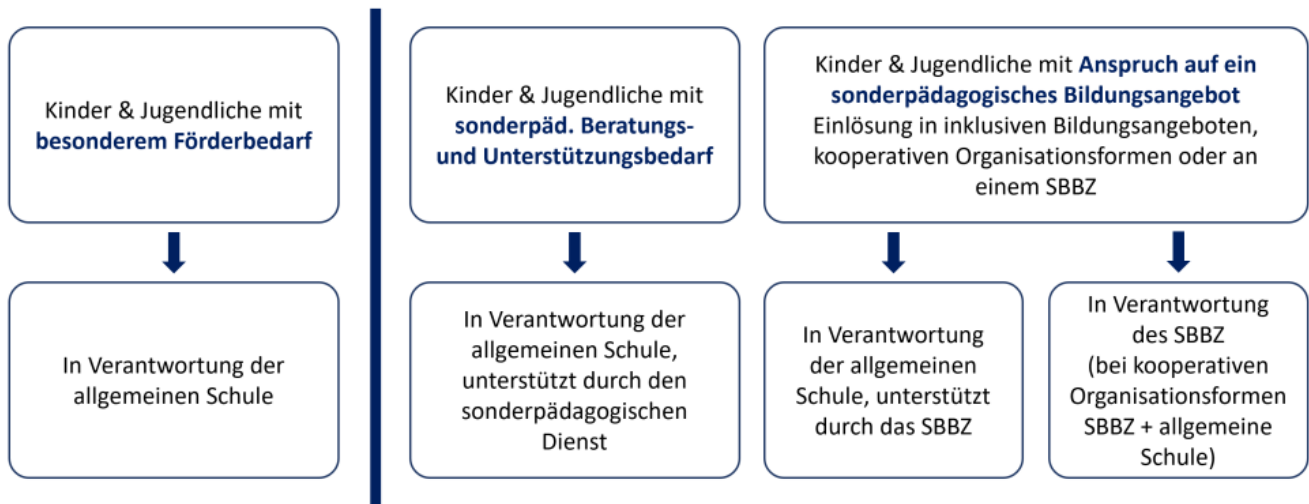 Kinder & Jugendliche mit
besonderem Förderbedarf
Kinder & Jugendliche mit
sonderpäd. Beratungs-
und Unterstützungsbedarf
Kinder & Jugendliche mit Anspruch auf ein
sonderpädagogisches Bildungsangebot
Einlösung in inklusiven Bildungsangeboten,
kooperativen Organisationsformen oder an
einem SBBZ
In Verantwortung der
allgemeinen Schule
In Verantwortung der
allgemeinen Schule,
unterstützt durch den
sonderpädagogischen
Dienst
In Verantwortung
der allgemeinen
Schule, unterstützt
durch das SBBZ
In Verantwortung
des SBBZ
(bei kooperativen
Organisationsformen
SBBZ + allgemeine
Schule)